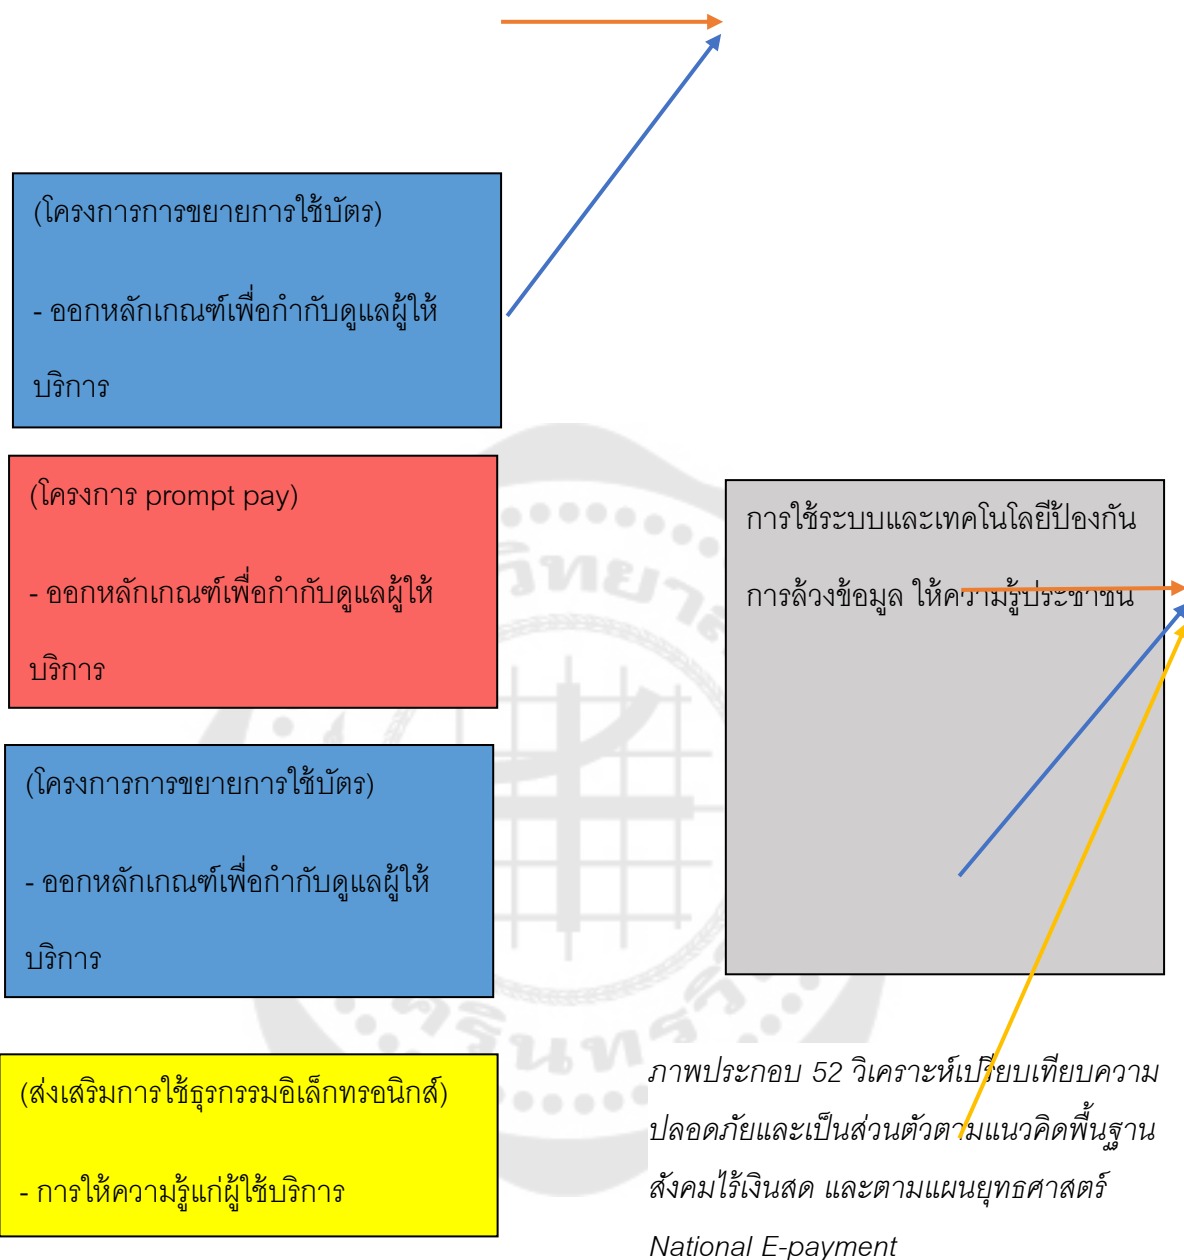 (โครงการการขยายการใช้บัตร)
- ออกหลักเกณฑ์เพื่อกำกับดูแลผู้ให้
บริการ
(โครงการ prompt pay)
- ออกหลักเกณฑ์เพื่อกำกับดูแลผู้ให้
บริการ
(โครงการการขยายการใช้บัตร)
- ออกหลักเกณฑ์เพื่อกำกับดูแลผู้ให้
บริการ
(ส่งเสริมการใช้ธุรกรรมอิเล็กทรอนิกส์)
- การให้ความรู้แก่ผู้ใช้บริการ
การใช้ระบบและเทคโนโลยีป้องกัน
การล้วงข้อมูล ให้ความรู้ประชาชน
ภาพประกอบ 52 วิเคราะห์เปรียบเทียบความ
ปลอดภัยและเป็นส่วนตัวตามแนวคิดพื้นฐาน
สังคมไร้เงินสด และตามแผนยุทธศาสตร์
National E-payment